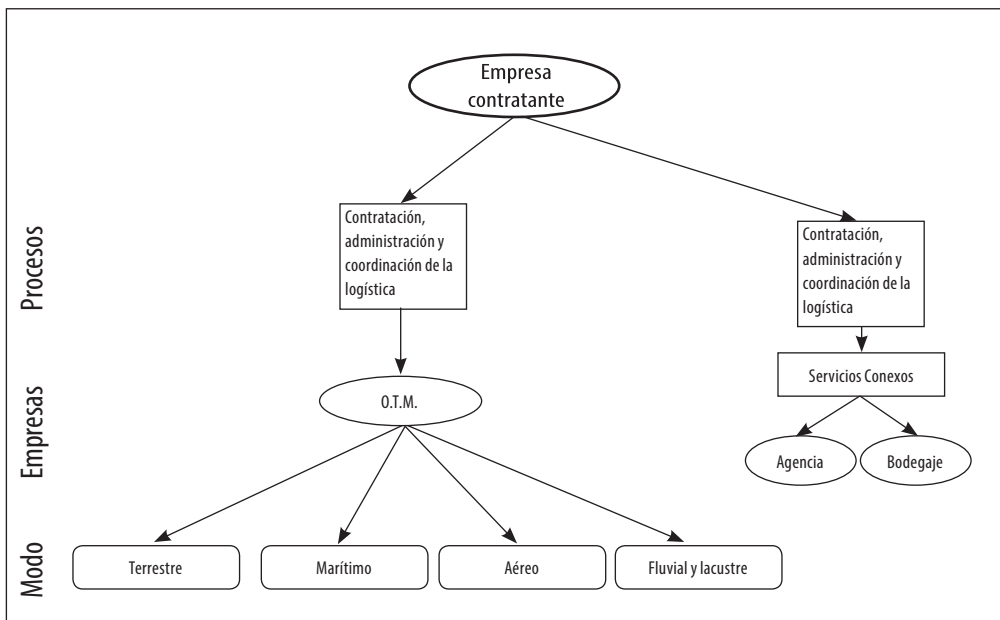 Empresa
contratante
Procesos
Contratación,
administración y
coordinación de la
logística
Contratación,
administración y
coordinación de la
logística
Empresas
O.T.M.
Servicios Conexos
Agencia
Bodegaje
Modo
Terrestre
Marítimo
Aéreo
Fluvial y lacustre